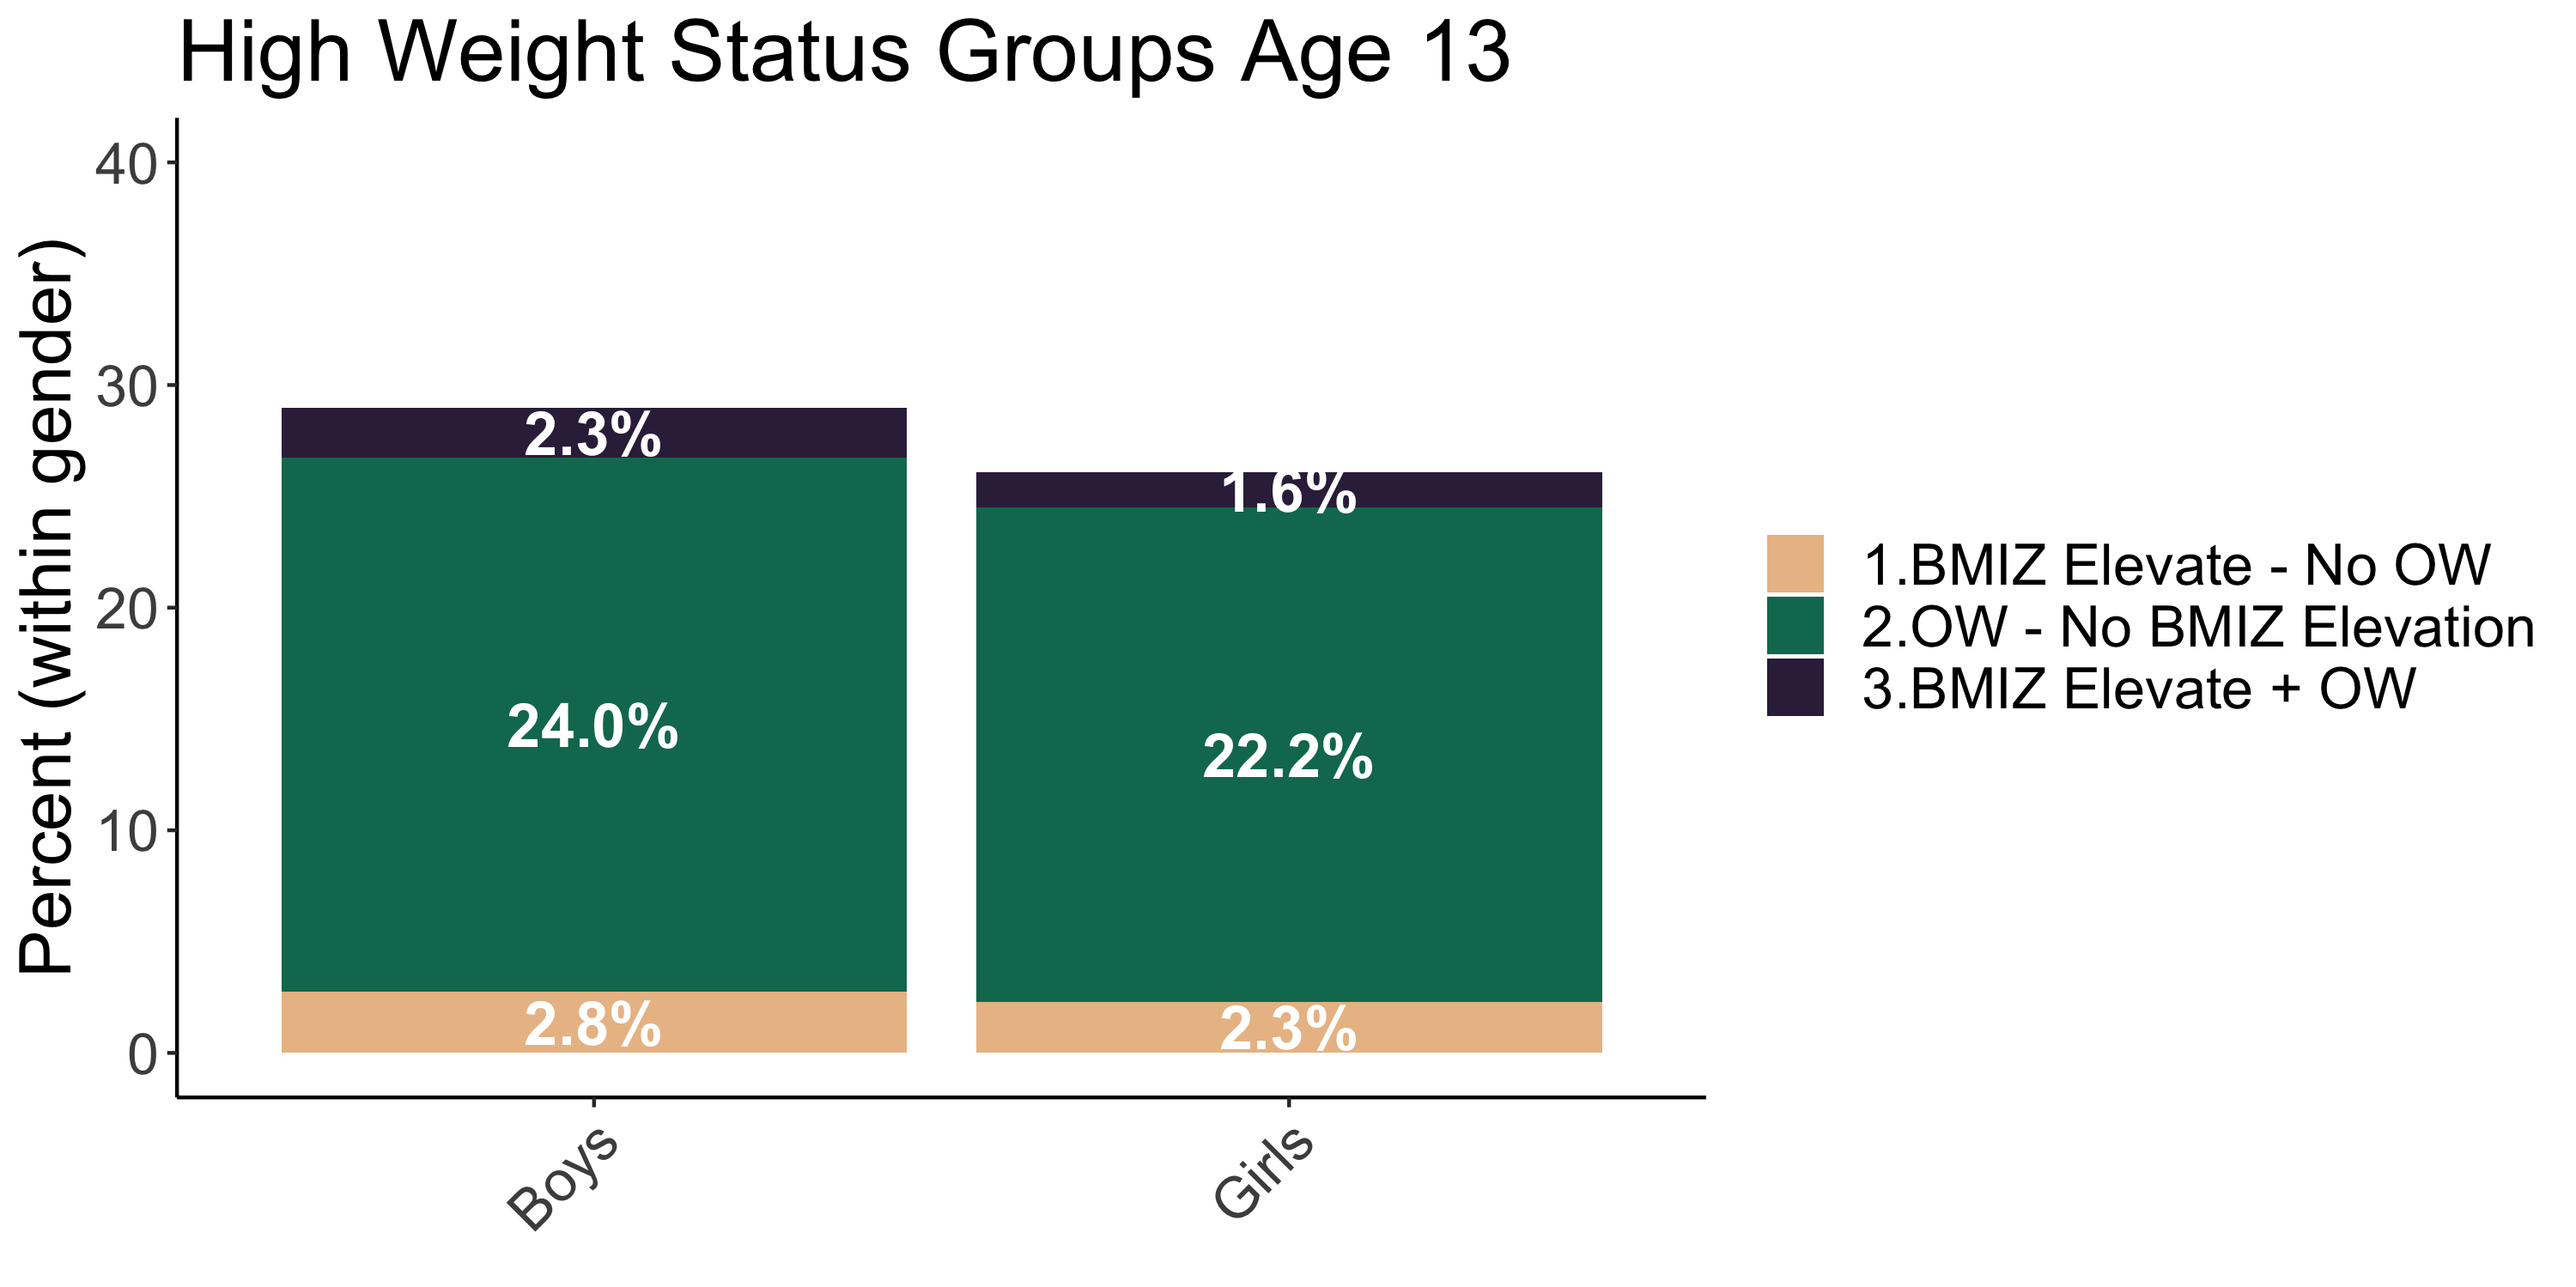 High Weight Status Groups Age 13
Percent (within gender)
40
30
20
10
0
2.3%
24.0%
2.8%
1.6%
22.2%
2.3%
Boys
Girls
1.BMIZ Elevate - No OW
2.OW - No BMIZ Elevation
3.BMIZ Elevate + OW